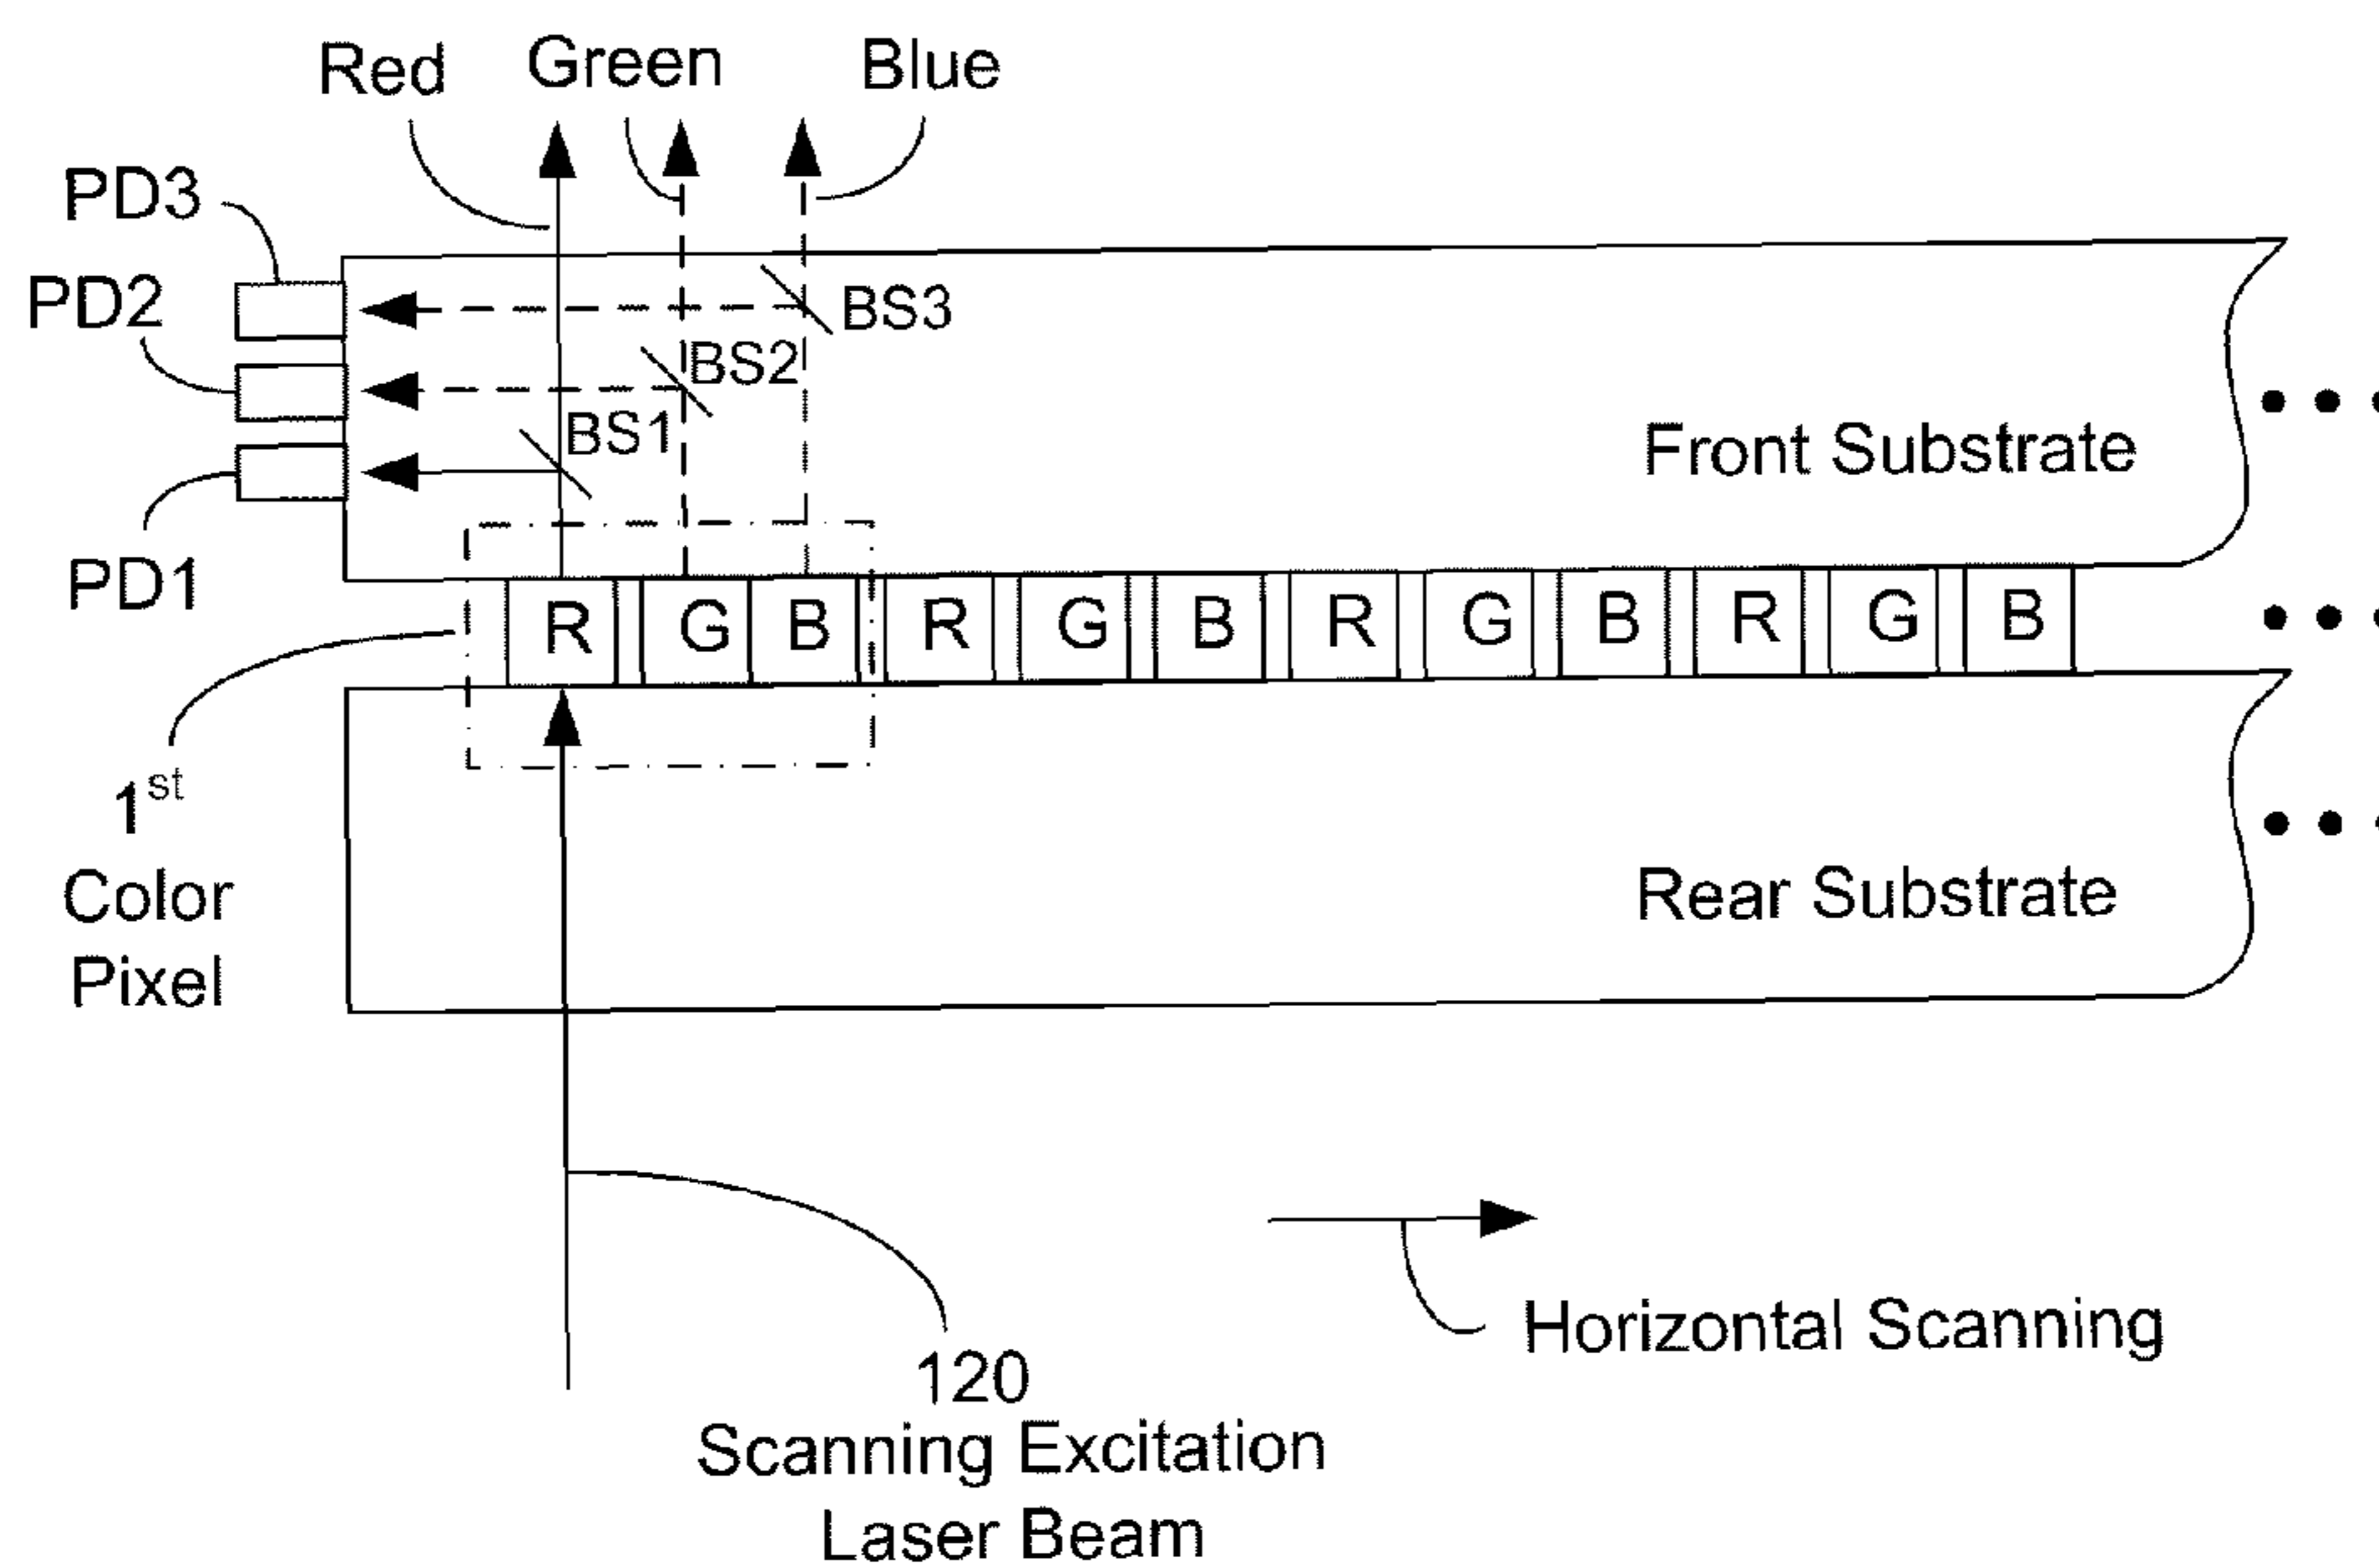 Red Green Blue
PD3
PD2
BS3
BS2
BS1
PD1
Front Substrate
R G B R G B R G B R G B
1st
Color
Pixel
Rear Substrate
Horizontal Scanning
120
Scanning Excitation
Laser Beam